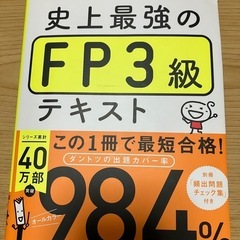 史上最強の
FP3級
テキスト
この1冊で最短合格!
シリーズ累計
40
万部
突破
ダントツの出題カバー率
98.4%
オールカラー
別冊
頻出問題
チェック集
付き